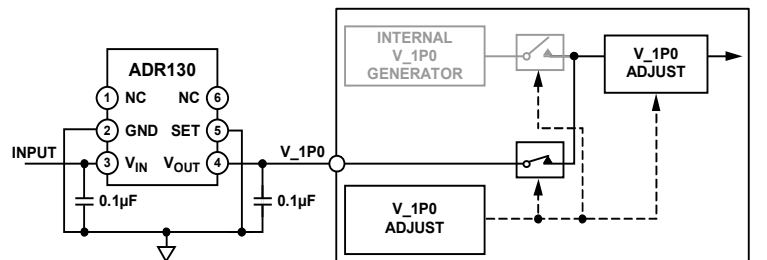 ADR130
1 NC
NC 6
2 GND
SET 5
3 VIN
VOUT 4
INPUT
0.1µF
0.1µF
V_1P0
INTERNAL
V_1P0
GENERATOR
V_1P0
ADJUST
V_1P0
ADJUST